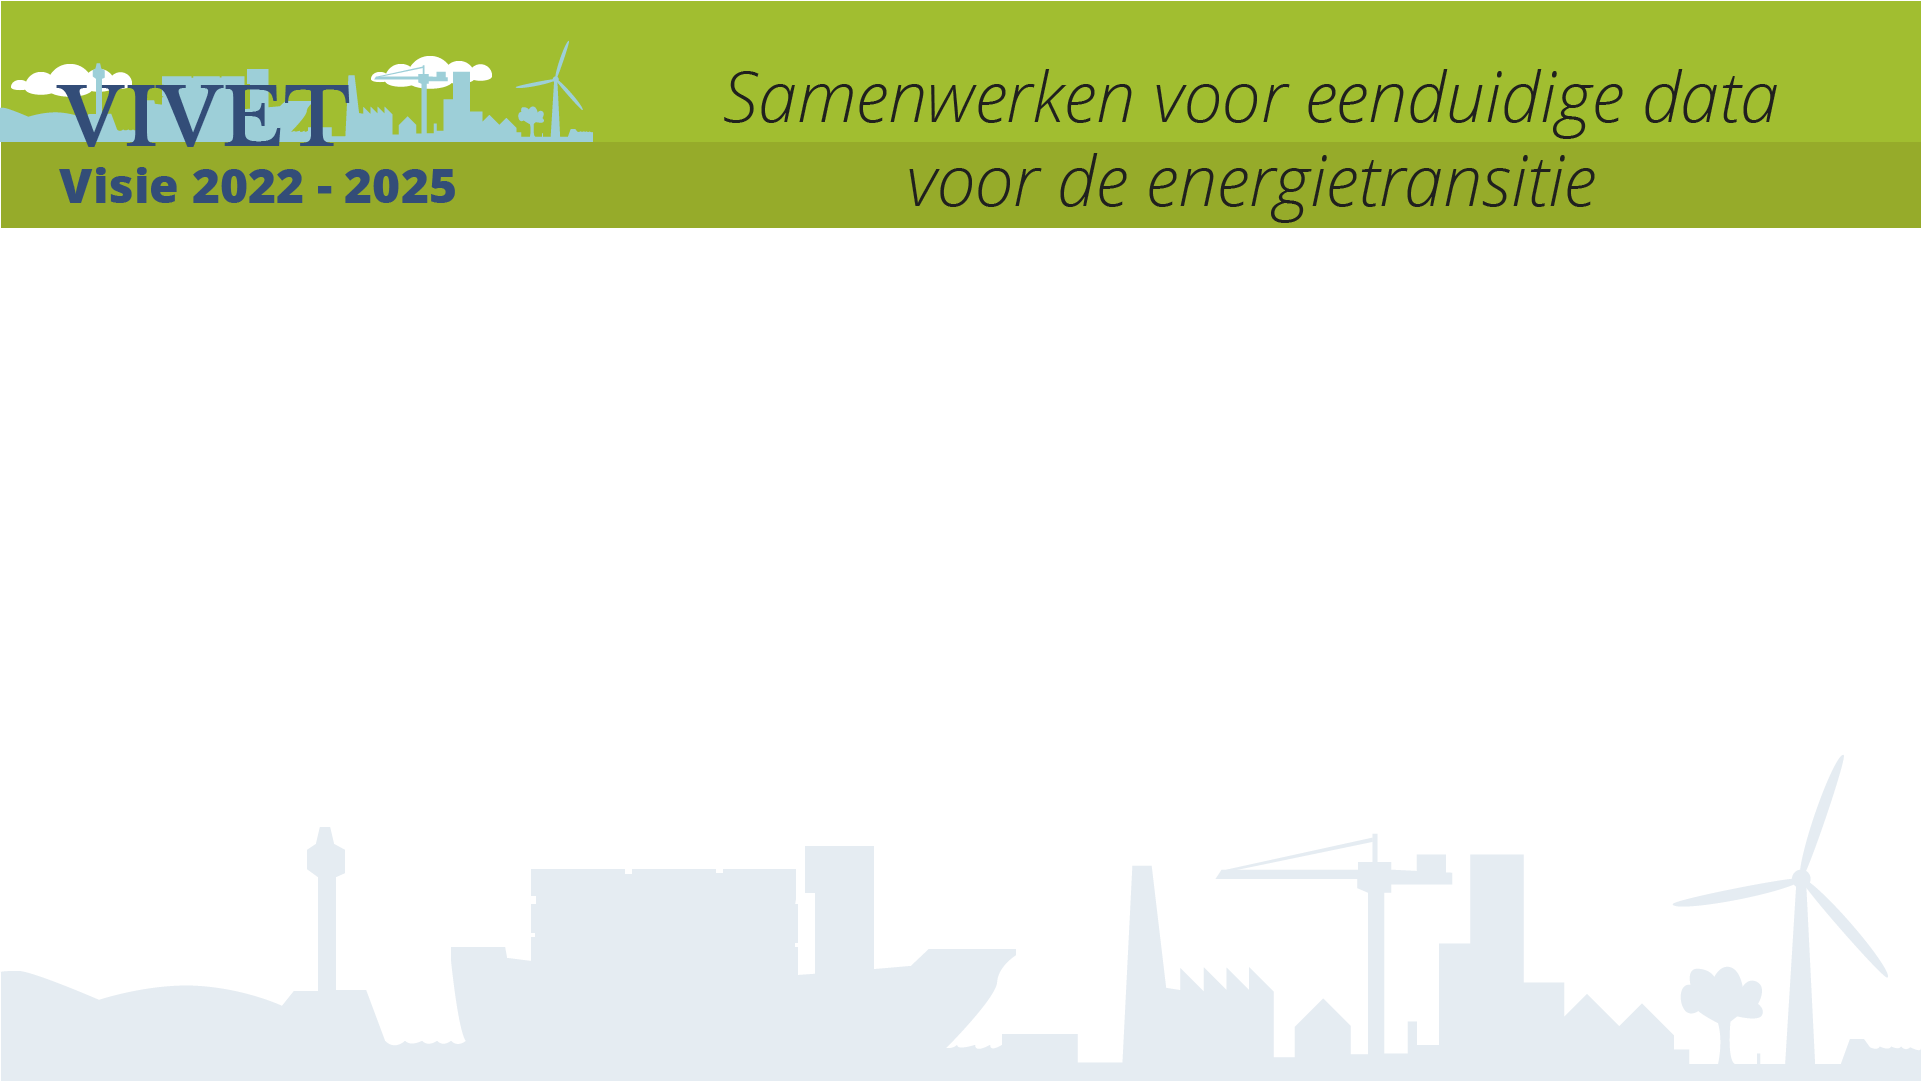 VIVET
Visie 2022 - 2025
Samenwerken voor eenduidige data
voor de energietransitie